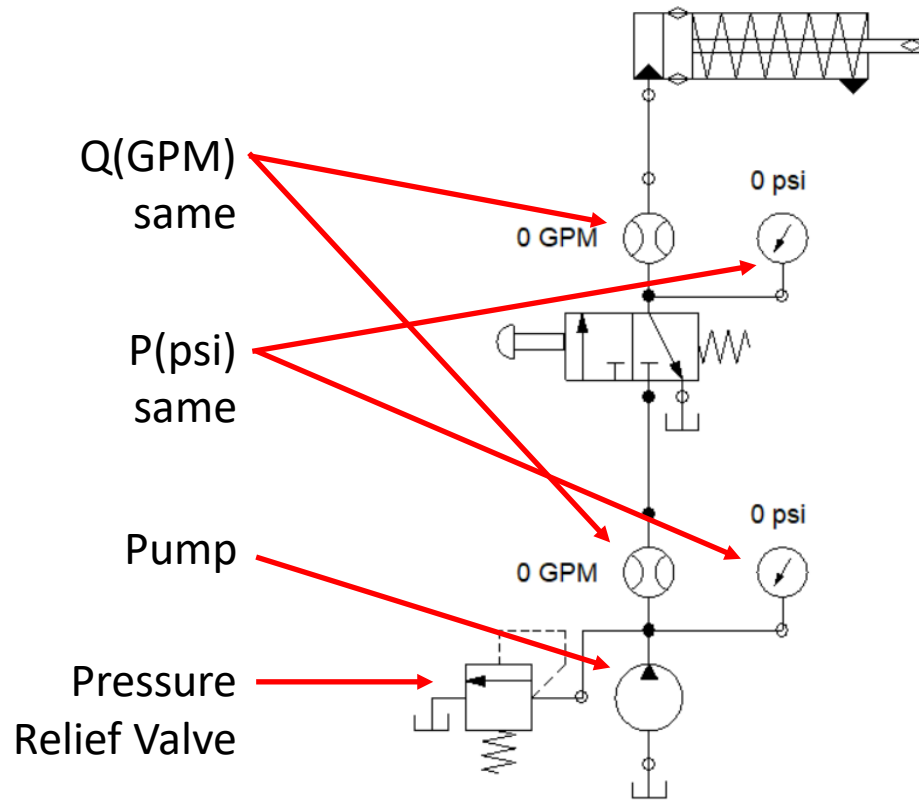 Q(GPM)
same
0 psi
0 GPM
P(psi)
same
0 psi
Pump
0 GPM
Pressure
Relief Valve